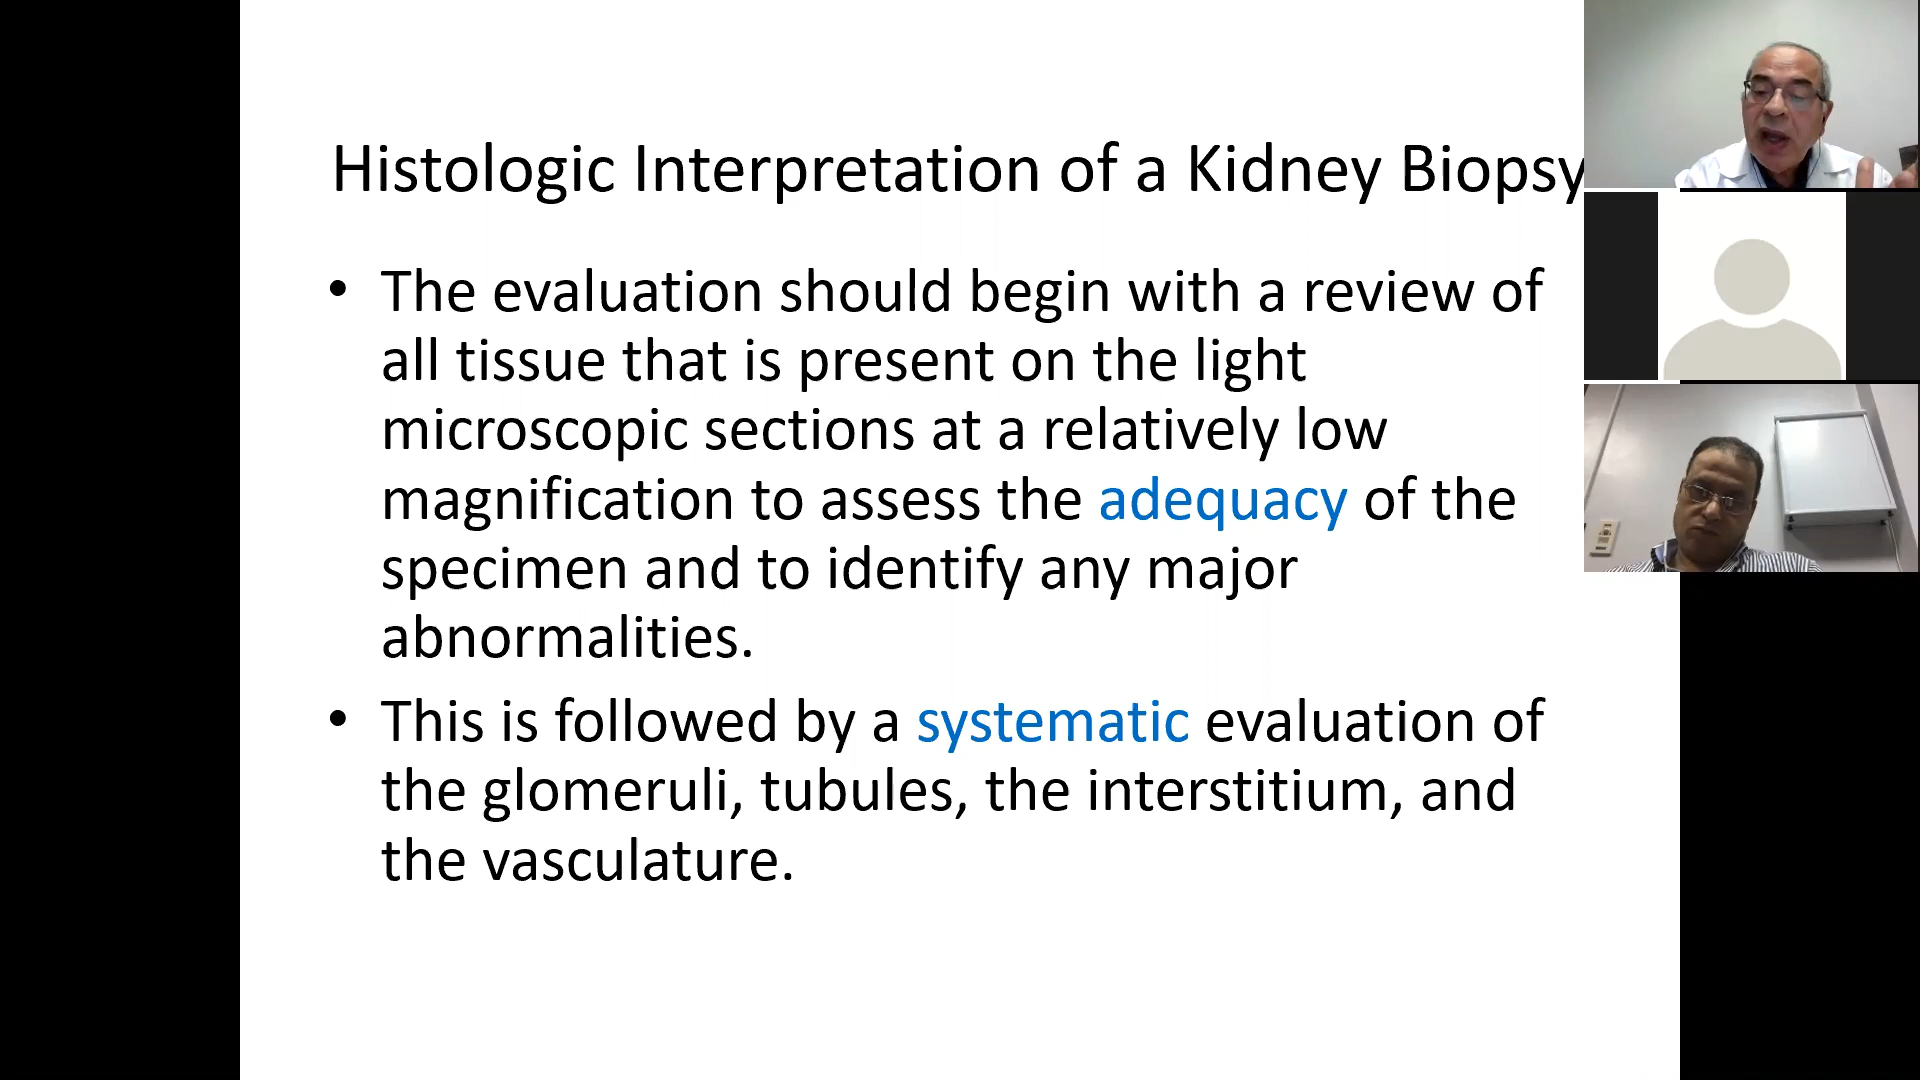 Histologic Interpretation of a Kidney Biopsy
• The evaluation should begin with a review of
all tissue that is present on the light
microscopic sections at a relatively low
magnification to assess the adequacy of the
specimen and to identify any major
abnormalities.
• This is followed by a systematic evaluation of
the glomeruli, tubules, the interstitium, and
the vasculature.